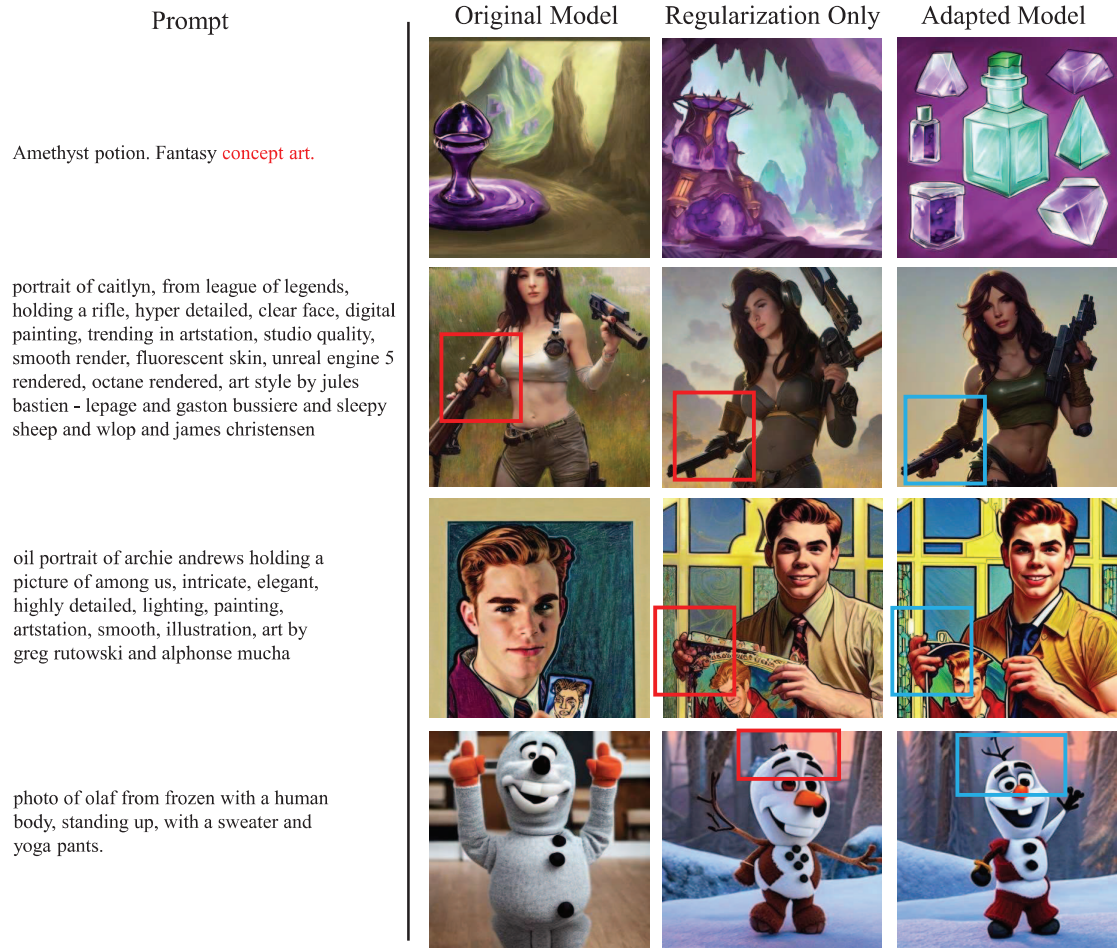 Prompt
Original Model
Regularization Only
Adapted Model
Amethyst potion. Fantasy concept art.
portrait of caitlyn, from league of legends,
holding a rifle, hyper detailed, clear face, digital
painting, trending in artstation, studio quality,
smooth render, fluorescent skin, unreal engine 5
rendered, octane rendered, art style by jules
bastien - lepage and gaston bussiere and sleepy
sheep and wlop and james christensen
oil portrait of archie andrews holding a
picture of among us, intricate, elegant,
highly detailed, lighting, painting,
artstation, smooth, illustration, art by
greg rutowski and alphonse mucha
photo of olaf from frozen with a human
body, standing up, with a sweater and
yoga pants.